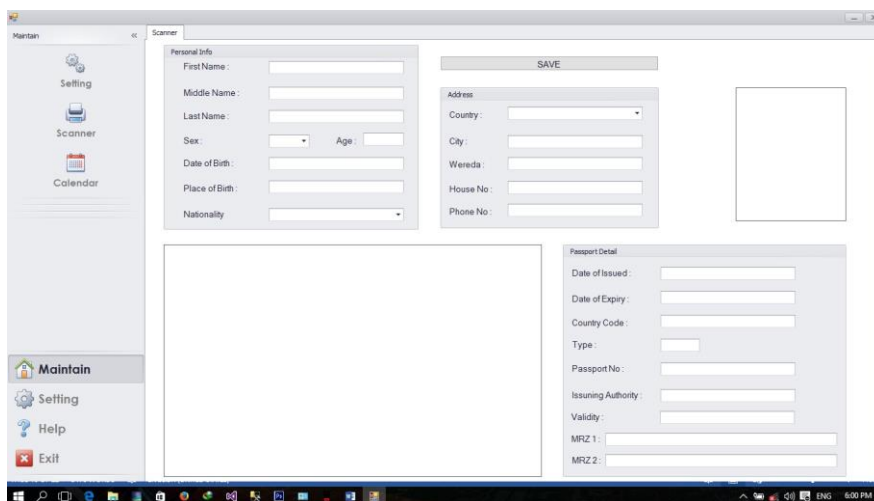 Maintain «
Scanner
Setting
Scanner
Calendar
Maintain
Setting
Help
Exit
Personal Info
First Name :
Middle Name :
Last Name :
Sex : Age :
Date of Birth :
Place of Birth :
Nationality
SAVE
Address
Country :
City :
Wereda :
House No :
Phone No :
Passport Detail
Date of Issued :
Date of Expiry :
Country Code :
Type :
Passport No :
Issuning Authority :
Validity :
MRZ 1 :
MRZ 2 :
ENG 6:00 PM